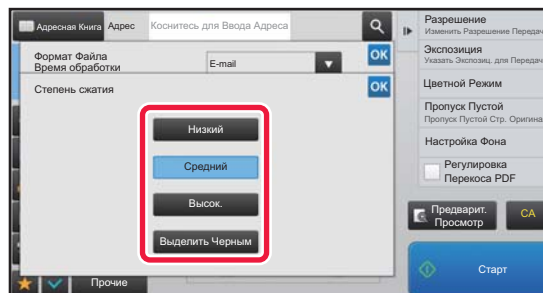 Адресная Книга
Адрес
Коснитесь для Ввода Адреса
Формат Файла
Время обработки
E-mail
OK
Степень сжатия
OK
Низкий
Средний
Высок.
Выделить Черным
Прочие
Разрешение
Изменить Разрешение Передач
Экспозиция
Указать Экспозиц. для Передач
Цветной Режим
Пропуск Пустой
Пропуск Пустой Стр. Оригина
Настройка Фона
Регулировка
Перекоса PDF
Предварит.
Просмотр
CA
Старт